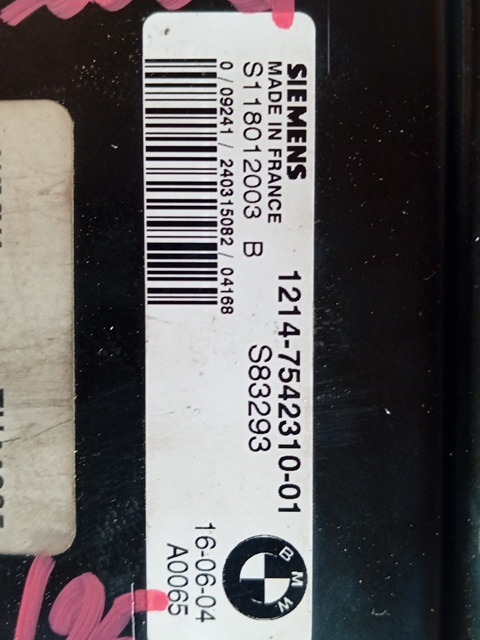 SIEMENS
MADE IN FRANCE
S118012003 B
0 / 09241 / 240315082 / 04168
1214-7542310-01
S83293
16-06-04
A0065
BMW